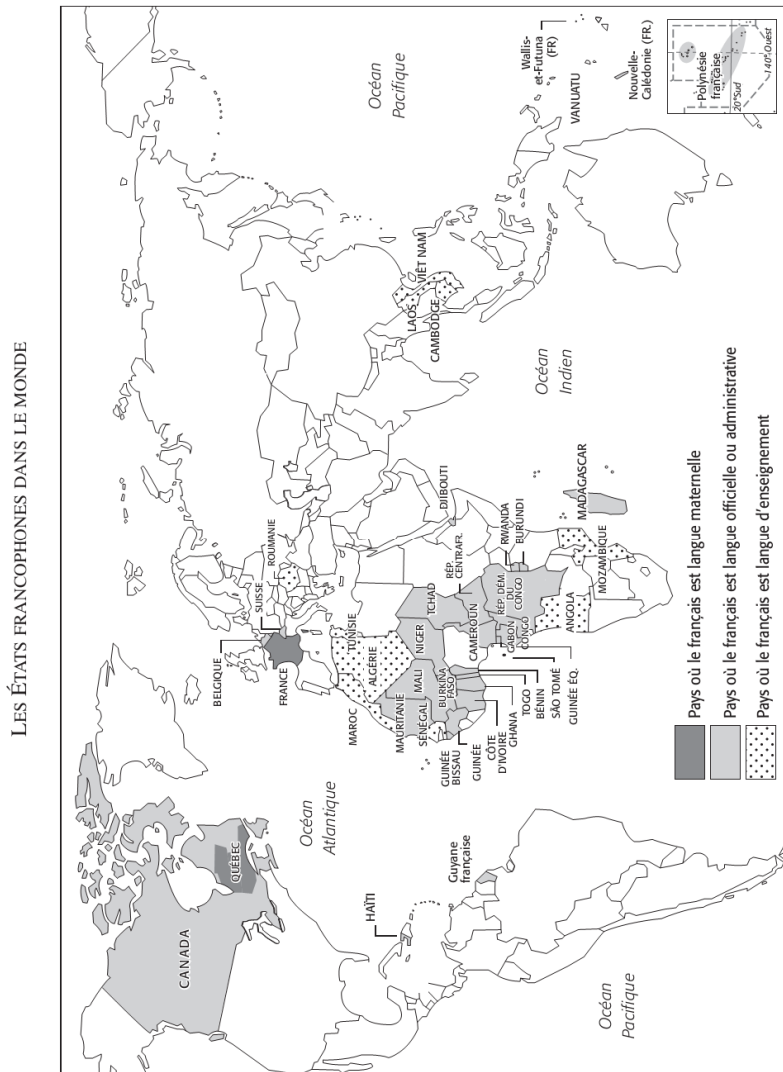 LES ÉTATS FRANCOPHONES DANS LE MONDE
CANADA
QUÉBEC
Océan
Atlantique
HAÏTI
Guyane
française
Océan
Pacifique
BELGIQUE
SUISSE
ROUMANIE
FRANCE
MAROC
TUNISIE
ALGÉRIE
MAURITANIE
MALI
NIGER
TCHAD
SÉNÉGAL
BURKINA
FASO
GUINÉE
BISSAU
GUINÉE
CÔTE
D'IVOIRE
GHANA
TOGO
BÉNIN
SÃO TOMÉ
GUINÉE ÉQ.
CAMEROUN
RÉP.
CENTRAFR.
GABON
CONGO
RÉP. DÉM.
DU
CONGO
DJIBOUTI
RWANDA
BURUNDI
ANGOLA
MOZAMBIQUE
MADAGASCAR
Océan
Indien
LAOS
VIÊT NAM
CAMBODGE
Océan
Pacifique
Wallis-
et-Futuna
(FR)
VANUATU
Nouvelle-
Calédonie (FR.)
Polynésie
française
20°Sud
140°Ouest
Pays où le français est langue maternelle
Pays où le français est langue officielle ou administrative
Pays où le français est langue d'enseignement